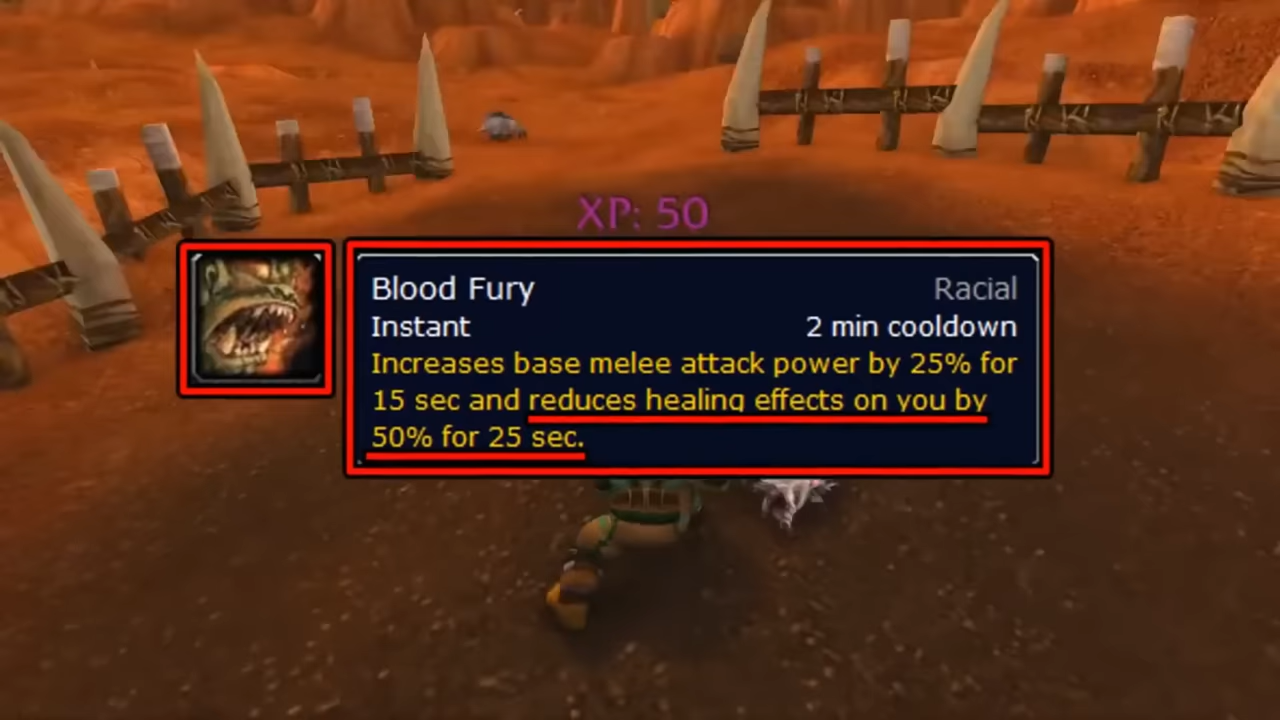 XP: 50
Blood Fury Racial
Instant 2 min cooldown
Increases base melee attack power by 25% for
15 sec and reduces healing effects on you by
50% for 25 sec.